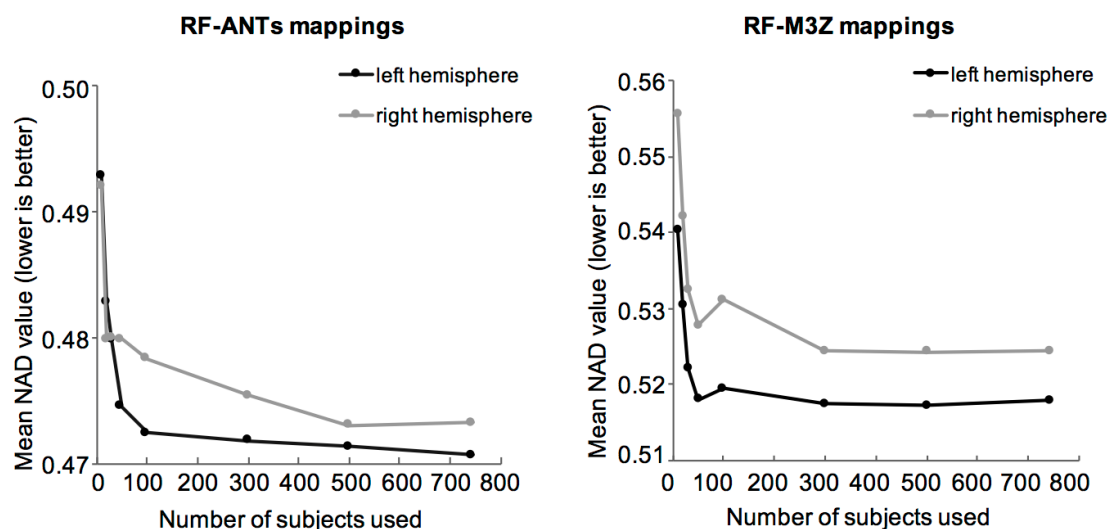 RF-ANTs mappings
left hemisphere
right hemisphere
Mean NAD value (lower is better)
0.50
0.49
0.48
0.47
0 100 200 300 400 500 600 700 800
Number of subjects used
RF-M3Z mappings
left hemisphere
right hemisphere
Mean NAD value (lower is better)
0.56
0.55
0.54
0.53
0.52
0.51
0 100 200 300 400 500 600 700 800
Number of subjects used